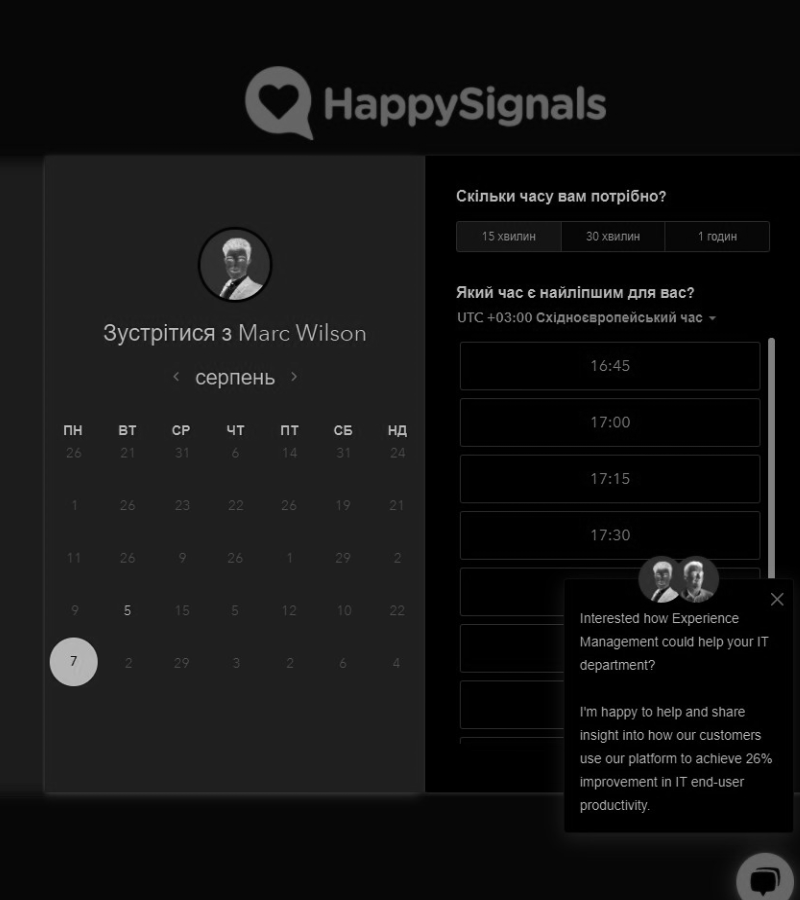 HappySignals
Зустрітися з Marc Wilson
серпень
ПН ВТ СР ЧТ ПТ СБ НД
26 21 31 6 14 31 24
1 26 23 22 26 19 21
11 26 9 26 1 29 2
9 5 15 5 12 10 22
7 2 29 3 2 6 4
Скільки часу вам потрібно?
15 хвилин 30 хвилин 1 годин
Який час є найліпшим для вас?
UTC +03:00 Східноєвропейський час
16:45
17:00
17:15
17:30
Interested how Experience
Management could help your IT
department?
I'm happy to help and share
insight into how our customers
use our platform to achieve 26%
improvement in IT end-user
productivity.